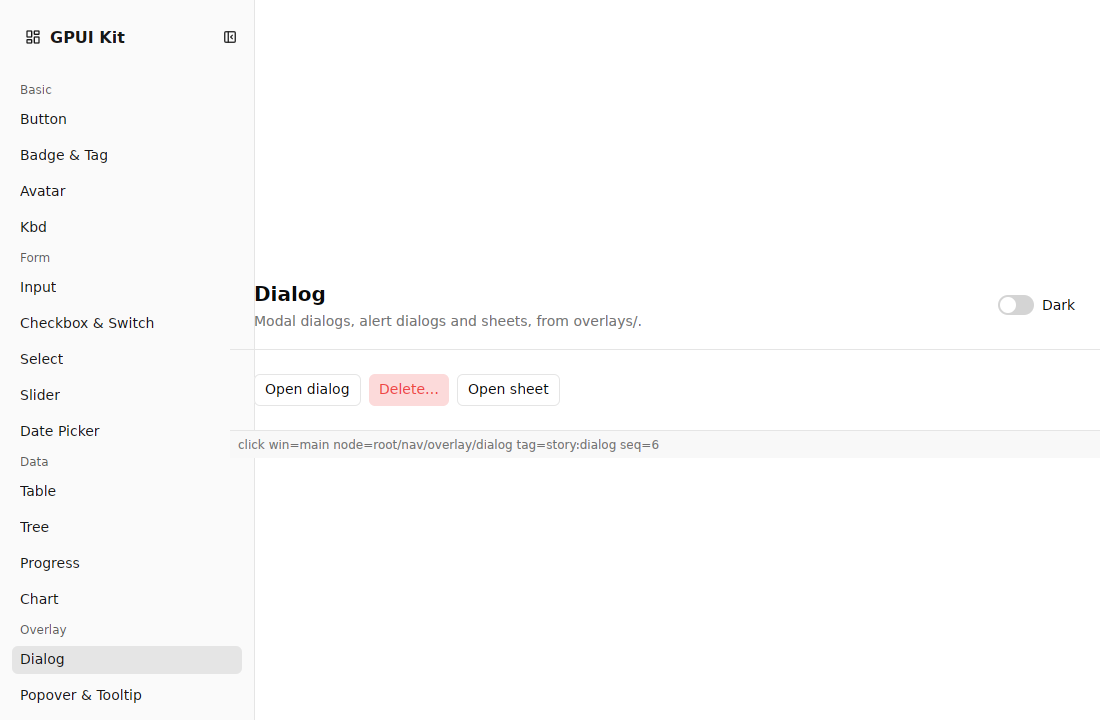 GPUI Kit
Basic
Button
Badge & Tag
Avatar
Kbd
Form
Input
Checkbox & Switch
Select
Slider
Date Picker
Data
Table
Tree
Progress
Chart
Overlay
Dialog
Popover & Tooltip
Dialog
Modal dialogs, alert dialogs and sheets, from overlays/.
Dark
Open dialog
Delete...
Open sheet
click win=main node=root/nav/overlay/dialog tag=story:dialog seq=6